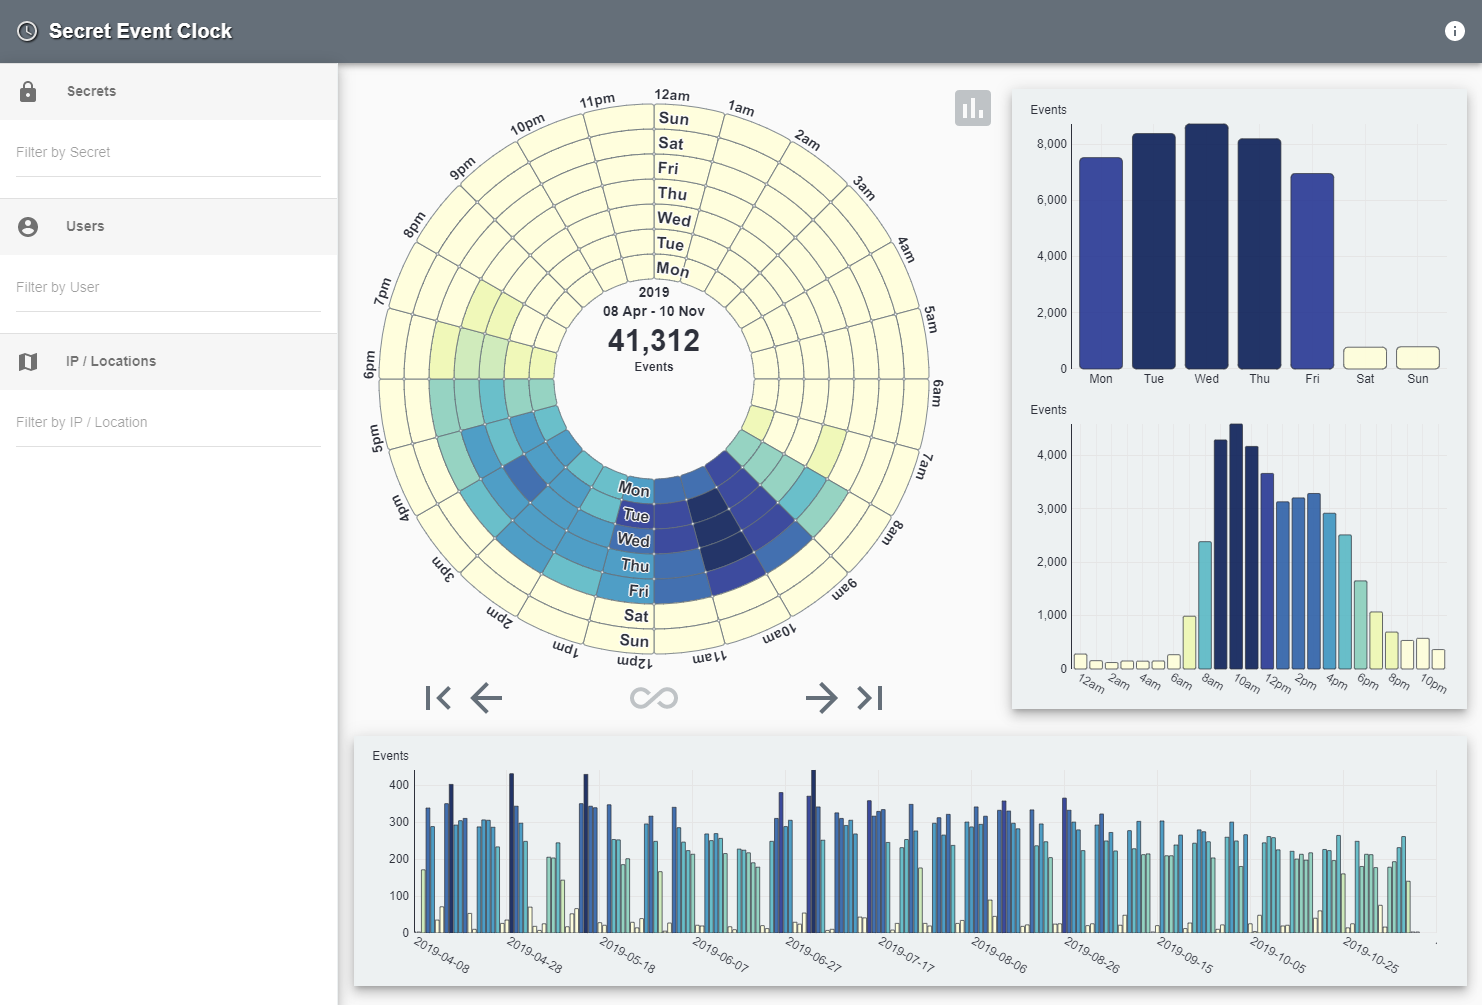 Secret Event Clock
Secrets
Filter by Secret
Users
Filter by User
IP / Locations
Filter by IP / Location
12am
1am
2am
3am
4am
5am
6am
7am
8am
9am
10am
11am
12pm
1pm
2pm
3pm
4pm
5pm
6pm
7pm
8pm
9pm
10pm
11pm
Sun
Sat
Fri
Thu
Wed
Tue
Mon
2019
08 Apr - 10 Nov
41,312
Events
Mon
Tue
Wed
Thu
Fri
Sat
Sun
Events
8,000
6,000
4,000
2,000
0
Mon Tue Wed Thu Fri Sat Sun
Events
4,000
3,000
2,000
1,000
0
12am 2am 4am 6am 8am 10am 12pm 2pm 4pm 6pm 8pm 10pm
Events
400
300
200
100
0
2019-04-08 2019-04-28 2019-05-18 2019-06-07 2019-06-27 2019-07-17 2019-08-06 2019-08-26 2019-09-15 2019-10-05 2019-10-25